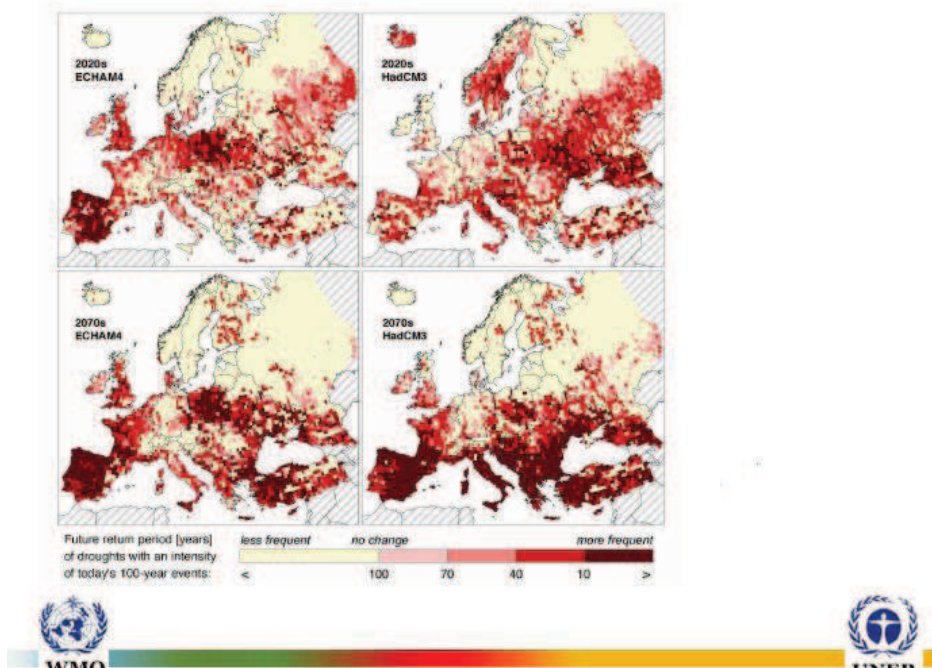 2020s
ECHAM4
2020s
HadCM3
2070s
ECHAM4
2070s
HadCM3
Future return period [years]
of droughts with an intensity
of today's 100-year events:
less frequent no change more frequent
< 100 70 40 10 >
WMO
UNEP